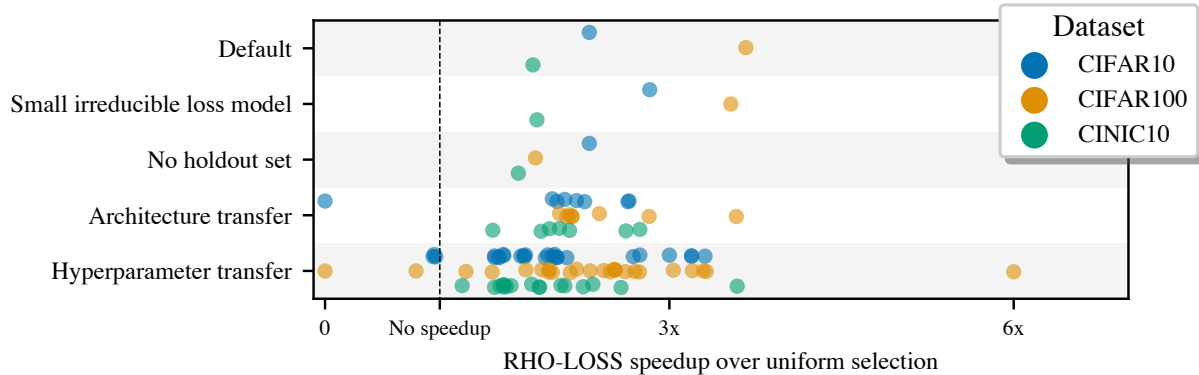 Dataset
CIFAR10
CIFAR100
CINIC10
Default
Small irreducible loss model
No holdout set
Architecture transfer
Hyperparameter transfer
0 No speedup 3x 6x
RHO-LOSS speedup over uniform selection